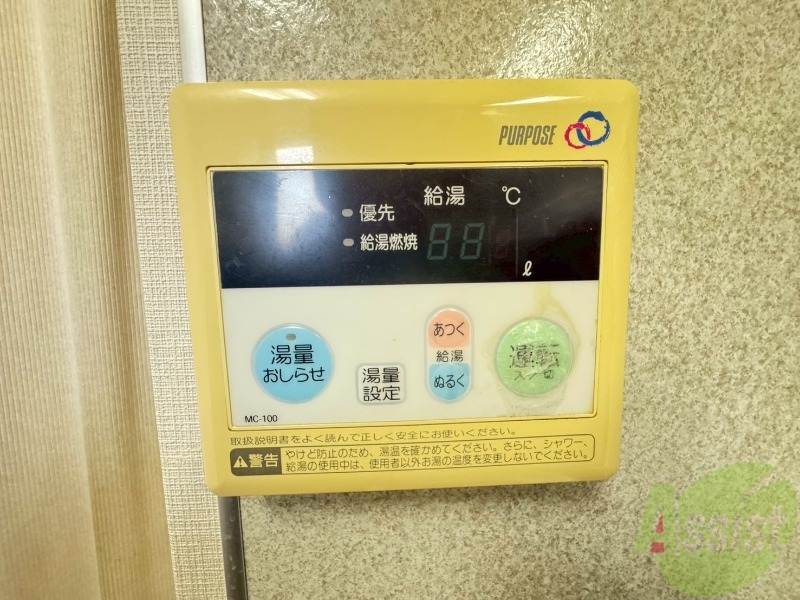 PURPOSE
給湯 ℃
優先
給湯燃焼 88
ℓ
湯量
おしらせ
湯量
設定
あつく
給湯
ぬるく
運転
入/切
MC-100
取扱説明書をよく読んで正しく安全にお使いください。
警告 やけど防止のため、湯温を確かめてください。さらに、シャワー、
給湯の使用中は、使用者以外お湯の温度を変更しないでください。
Assist